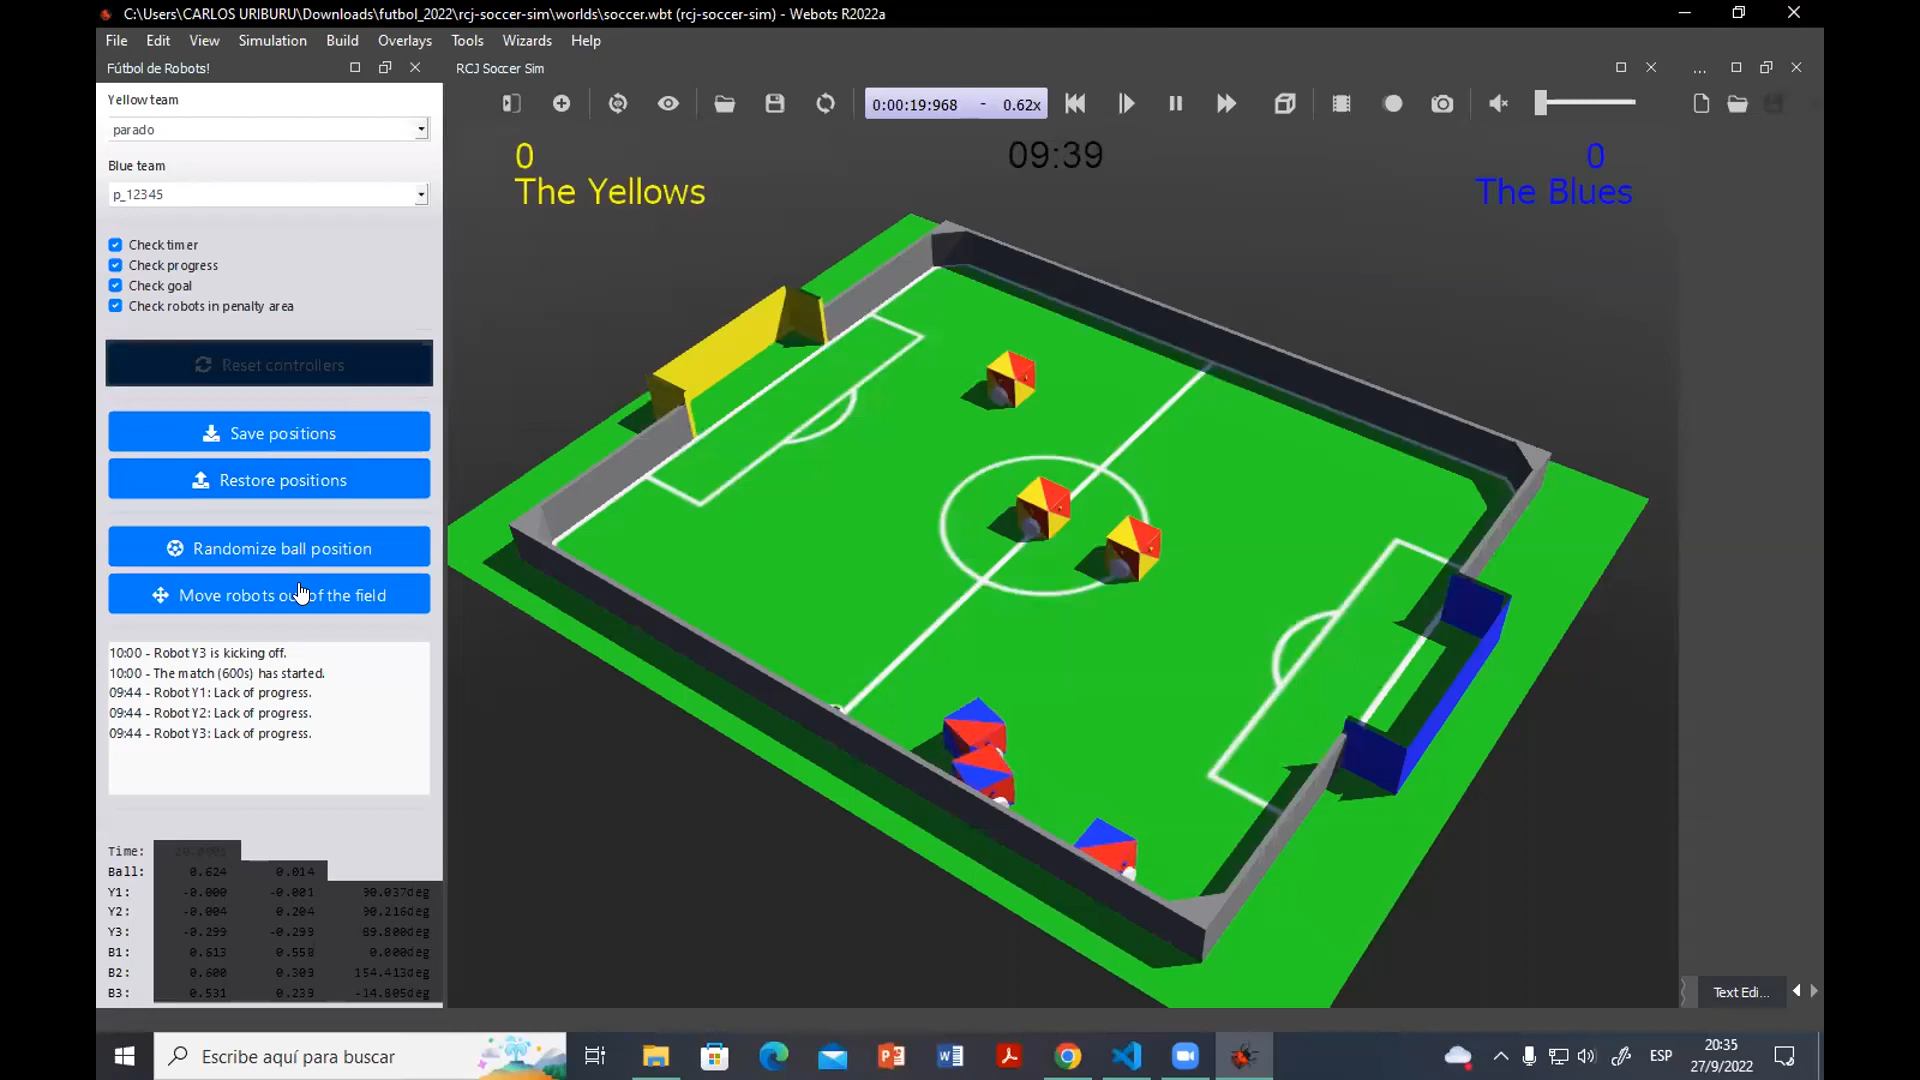 C:\Users\CARLOS URIBURU\Downloads\futbol_2022\rcj-soccer-sim\worlds\soccer.wbt (rcj-soccer-sim) - Webots R2022a
File Edit View Simulation Build Overlays Tools Wizards Help
Fútbol de Robots!
RCJ Soccer Sim
...
Yellow team
parado
Blue team
p_12345
Check timer
Check progress
Check goal
Check robots in penalty area
Reset controllers
Save positions
Restore positions
Randomize ball position
Move robots out of the field
10:00 - Robot Y3 is kicking off.
10:00 - The match (600s) has started.
09:44 - Robot Y1: Lack of progress.
09:44 - Robot Y2: Lack of progress.
09:44 - Robot Y3: Lack of progress.
Time:
Ball: 0.624 0.014
Y1: -0.000 -0.001 90.037deg
Y2: -0.004 0.204 90.216deg
Y3: -0.299 -0.293 89.800deg
B1: 0.613 0.550 0.000deg
B2: 0.600 0.309 154.413deg
B3: 0.531 0.239 -14.805deg
0:00:19:968 - 0.62x
0
The Yellows
09:39
0
The Blues
Text Edi...
Escribe aquí para buscar
ESP
20:35
27/9/2022